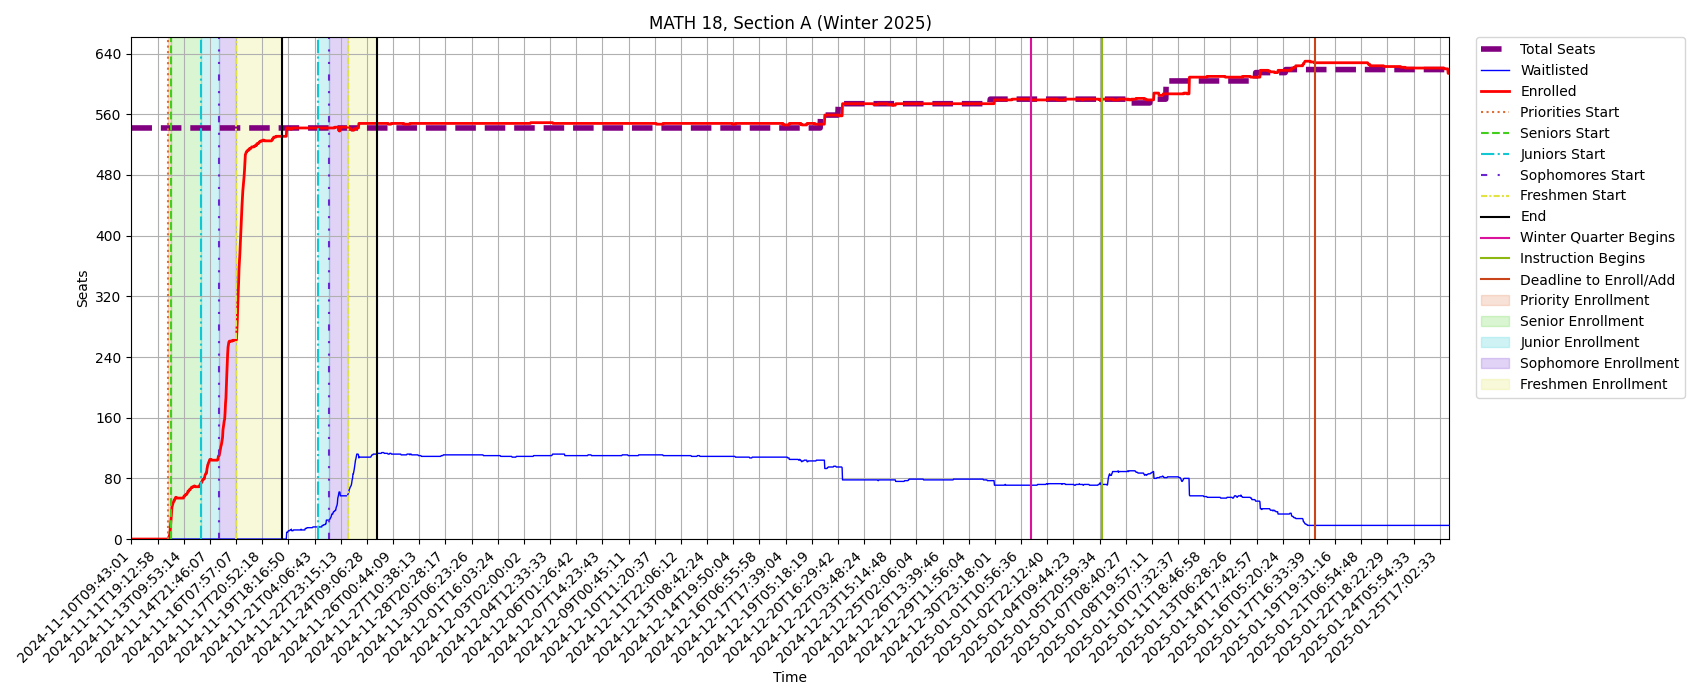 MATH 18, Section A (Winter 2025)
Seats
640
560
480
400
320
240
160
80
0
2024-11-10T09:43:01
2024-11-11T19:12:58
2024-11-13T09:53:14
2024-11-14T21:46:07
2024-11-16T07:57:07
2024-11-17T20:52:18
2024-11-19T18:16:50
2024-11-21T04:06:43
2024-11-22T23:15:13
2024-11-24T09:06:28
2024-11-26T00:44:09
2024-11-27T10:38:13
2024-11-28T20:28:17
2024-11-30T06:23:26
2024-12-01T16:03:24
2024-12-03T02:00:02
2024-12-04T12:33:33
2024-12-06T01:26:42
2024-12-07T14:23:43
2024-12-09T00:45:11
2024-12-10T11:20:37
2024-12-11T22:06:12
2024-12-13T08:42:24
2024-12-14T19:50:04
2024-12-16T06:55:58
2024-12-17T17:39:04
2024-12-19T05:18:19
2024-12-20T16:29:42
2024-12-22T03:48:24
2024-12-23T15:14:48
2024-12-25T02:06:04
2024-12-26T13:39:46
2024-12-29T11:56:04
2024-12-30T23:18:01
2025-01-01T10:56:36
2025-01-02T22:12:40
2025-01-04T09:44:23
2025-01-05T20:59:34
2025-01-07T08:40:27
2025-01-08T19:57:11
2025-01-10T07:32:37
2025-01-11T18:46:58
2025-01-13T06:28:26
2025-01-14T17:42:57
2025-01-16T05:20:24
2025-01-17T16:33:39
2025-01-19T19:31:16
2025-01-21T06:54:48
2025-01-22T18:22:29
2025-01-24T05:54:33
2025-01-25T17:02:33
Time
Total Seats
Waitlisted
Enrolled
Priorities Start
Seniors Start
Juniors Start
Sophomores Start
Freshmen Start
End
Winter Quarter Begins
Instruction Begins
Deadline to Enroll/Add
Priority Enrollment
Senior Enrollment
Junior Enrollment
Sophomore Enrollment
Freshmen Enrollment